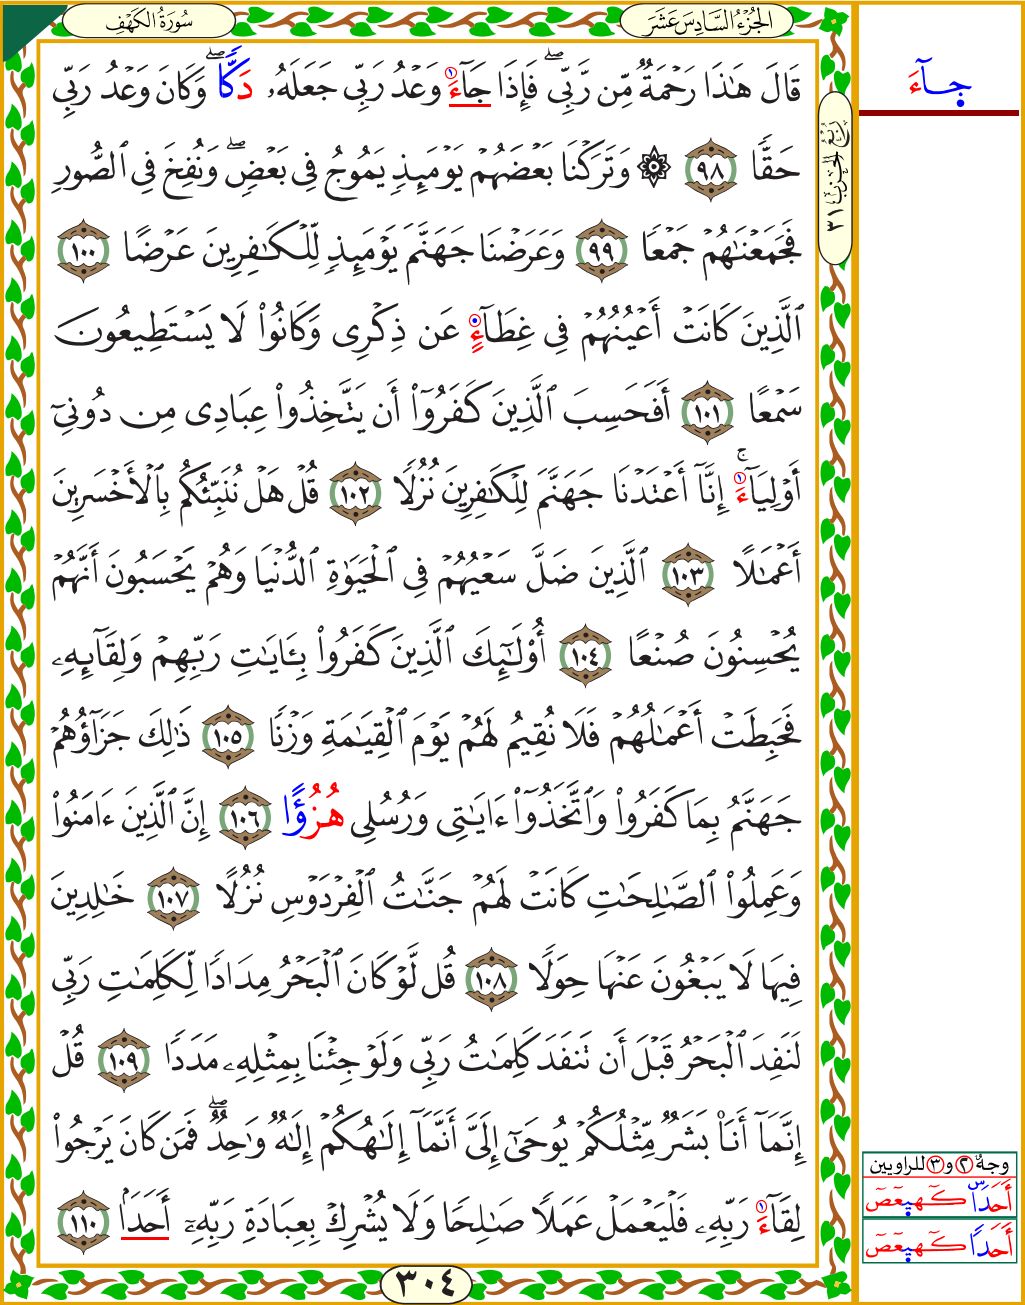 سُورَةُ الكَهْفِ
الجُزْءُ السَّادِسَ عَشَرَ
قَالَ هَٰذَا رَحْمَةٌ مِّن رَّبِّي ۖ فَإِذَا جَآءَ وَعْدُ رَبِّي جَعَلَهُۥ دَكًّا ۖ وَكَانَ وَعْدُ رَبِّي
حَقًّا ٩٨ ۞ وَتَرَكْنَا بَعْضَهُمْ يَوْمَئِذٍ يَمُوجُ فِي بَعْضٍ ۖ وَنُفِخَ فِي ٱلصُّورِ
فَجَمَعْنَٰهُمْ جَمْعًا ٩٩ وَعَرَضْنَا جَهَنَّمَ يَوْمَئِذٍ لِّلْكَٰفِرِينَ عَرْضًا ١٠٠
ٱلَّذِينَ كَانَتْ أَعْيُنُهُمْ فِي غِطَآءٍ عَن ذِكْرِي وَكَانُوا۟ لَا يَسْتَطِيعُونَ
سَمْعًا ١٠١ أَفَحَسِبَ ٱلَّذِينَ كَفَرُوٓا۟ أَن يَتَّخِذُوا۟ عِبَادِي مِن دُونِيٓ
أَوْلِيَآءَ ۚ إِنَّآ أَعْتَدْنَا جَهَنَّمَ لِلْكَٰفِرِينَ نُزُلًا ١٠٢ قُلْ هَلْ نُنَبِّئُكُم بِٱلْأَخْسَرِينَ
أَعْمَٰلًا ١٠٣ ٱلَّذِينَ ضَلَّ سَعْيُهُمْ فِي ٱلْحَيَوٰةِ ٱلدُّنْيَا وَهُمْ يَحْسَبُونَ أَنَّهُمْ
يُحْسِنُونَ صُنْعًا ١٠٤ أُو۟لَٰٓئِكَ ٱلَّذِينَ كَفَرُوا۟ بِـَٔايَٰتِ رَبِّهِمْ وَلِقَآئِهِۦ
فَحَبِطَتْ أَعْمَٰلُهُمْ فَلَا نُقِيمُ لَهُمْ يَوْمَ ٱلْقِيَٰمَةِ وَزْنًا ١٠٥ ذَٰلِكَ جَزَآؤُهُمْ
جَهَنَّمُ بِمَا كَفَرُوا۟ وَٱتَّخَذُوٓا۟ ءَايَٰتِي وَرُسُلِي هُزُؤًا ١٠٦ إِنَّ ٱلَّذِينَ ءَامَنُوا۟
وَعَمِلُوا۟ ٱلصَّٰلِحَٰتِ كَانَتْ لَهُمْ جَنَّٰتُ ٱلْفِرْدَوْسِ نُزُلًا ١٠٧ خَٰلِدِينَ
فِيهَا لَا يَبْغُونَ عَنْهَا حِوَلًا ١٠٨ قُل لَّوْ كَانَ ٱلْبَحْرُ مِدَادًا لِّكَلِمَٰتِ رَبِّي
لَنَفِدَ ٱلْبَحْرُ قَبْلَ أَن تَنفَدَ كَلِمَٰتُ رَبِّي وَلَوْ جِئْنَا بِمِثْلِهِۦ مَدَدًا ١٠٩ قُلْ
إِنَّمَآ أَنَا۠ بَشَرٌ مِّثْلُكُمْ يُوحَىٰٓ إِلَيَّ أَنَّمَآ إِلَٰهُكُمْ إِلَٰهٌ وَٰحِدٌ ۖ فَمَن كَانَ يَرْجُوا۟
لِقَآءَ رَبِّهِۦ فَلْيَعْمَلْ عَمَلًا صَٰلِحًا وَلَا يُشْرِكْ بِعِبَادَةِ رَبِّهِۦٓ أَحَدًۢا ١١٠
٣٠٤
جآءَ
رُبْعُ الحِزْبِ ٣١
وجهٌ ٢ و٣ للراويين
أَحَدًاسْ كٓهيعٓصٓ
أَحَدًا كٓهيعٓصٓ